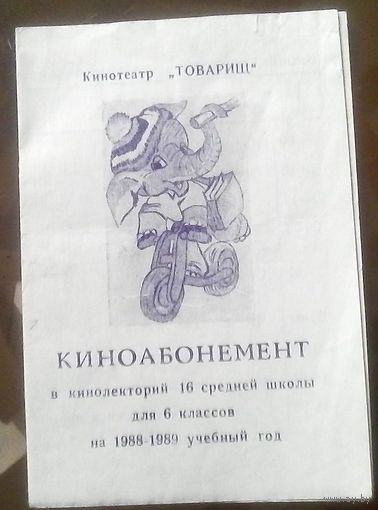 Кинотеатр „ТОВАРИЩ“
КИНОАБОНЕМЕНТ
в кинолекторий 16 средней школы
для 6 классов
на 1988-1989 учебный год